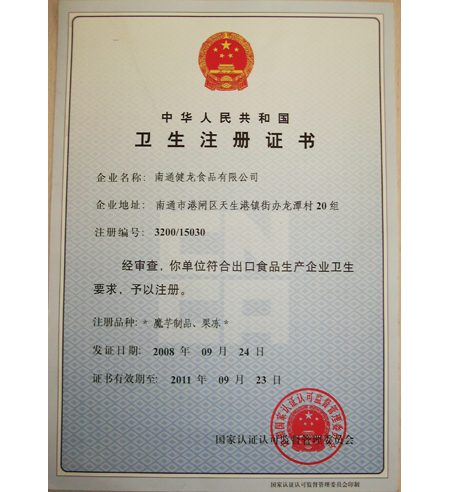 中华人民共和国
卫生注册证书
企业名称: 南通健龙食品有限公司
企业地址: 南通市港闸区天生港镇街办龙潭村 20 组
注册编号: 3200/15030
经审查, 你单位符合出口食品生产企业卫生
要求, 予以注册。
注册品种: * 魔芋制品、果冻 *
发证日期: 2008 年 09 月 24 日
证书有效期至: 2011 年 09 月 23 日
国家认证认可监督管理委员会
国家认证认可监督管理委员会印制